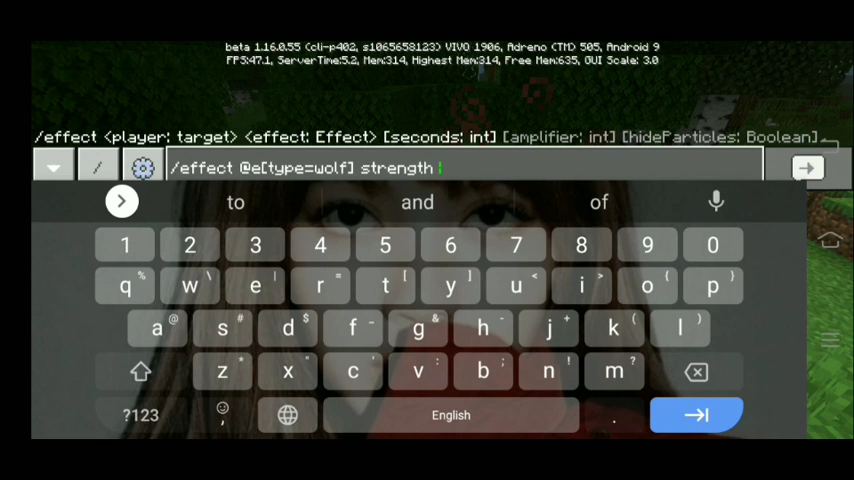 beta 1.16.0.55 (cli-p402, s1065658123) VIVO 1906, Adreno (TM) 505, Android 9
FPS:47.1, ServerTime:5.2, Mem:314, Highest Mem:314, Free Mem:635, GUI Scale: 3.0
/effect <player: target> <effect: Effect> [seconds: int] [amplifier: int] [hideParticles: Boolean]
/ /effect @e[type=wolf] strength
to and of
1 2 3 4 5 6 7 8 9 0
q % w \ e | r = t [ y ] u < i > o { p }
a @ s # d $ f _ g & h - j + k ( l )
z * x " c ' v : b ; n ! m ?
?123 , English .